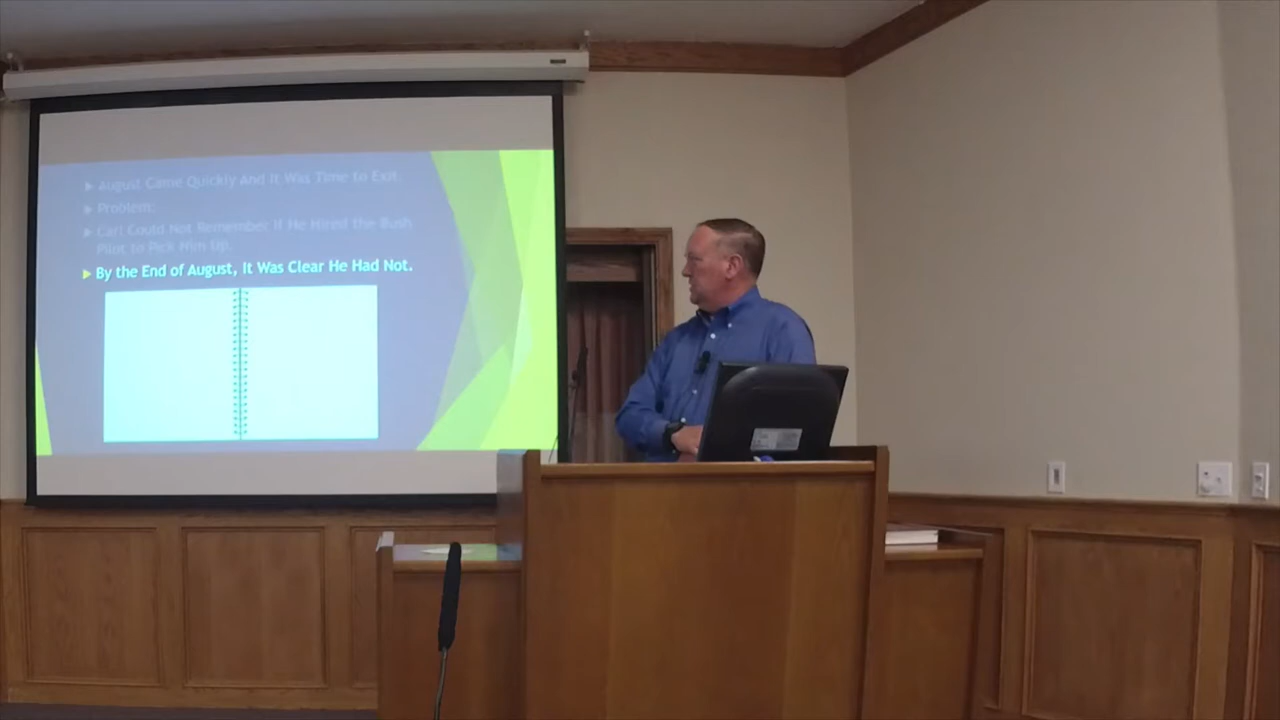 August Came Quickly And it Was Time to Exit.
Problem.
Carl Could Not Remember If He Hired the Bush
Pilot to Pick Him Up.
By the End of August, it Was Clear He Had Not.